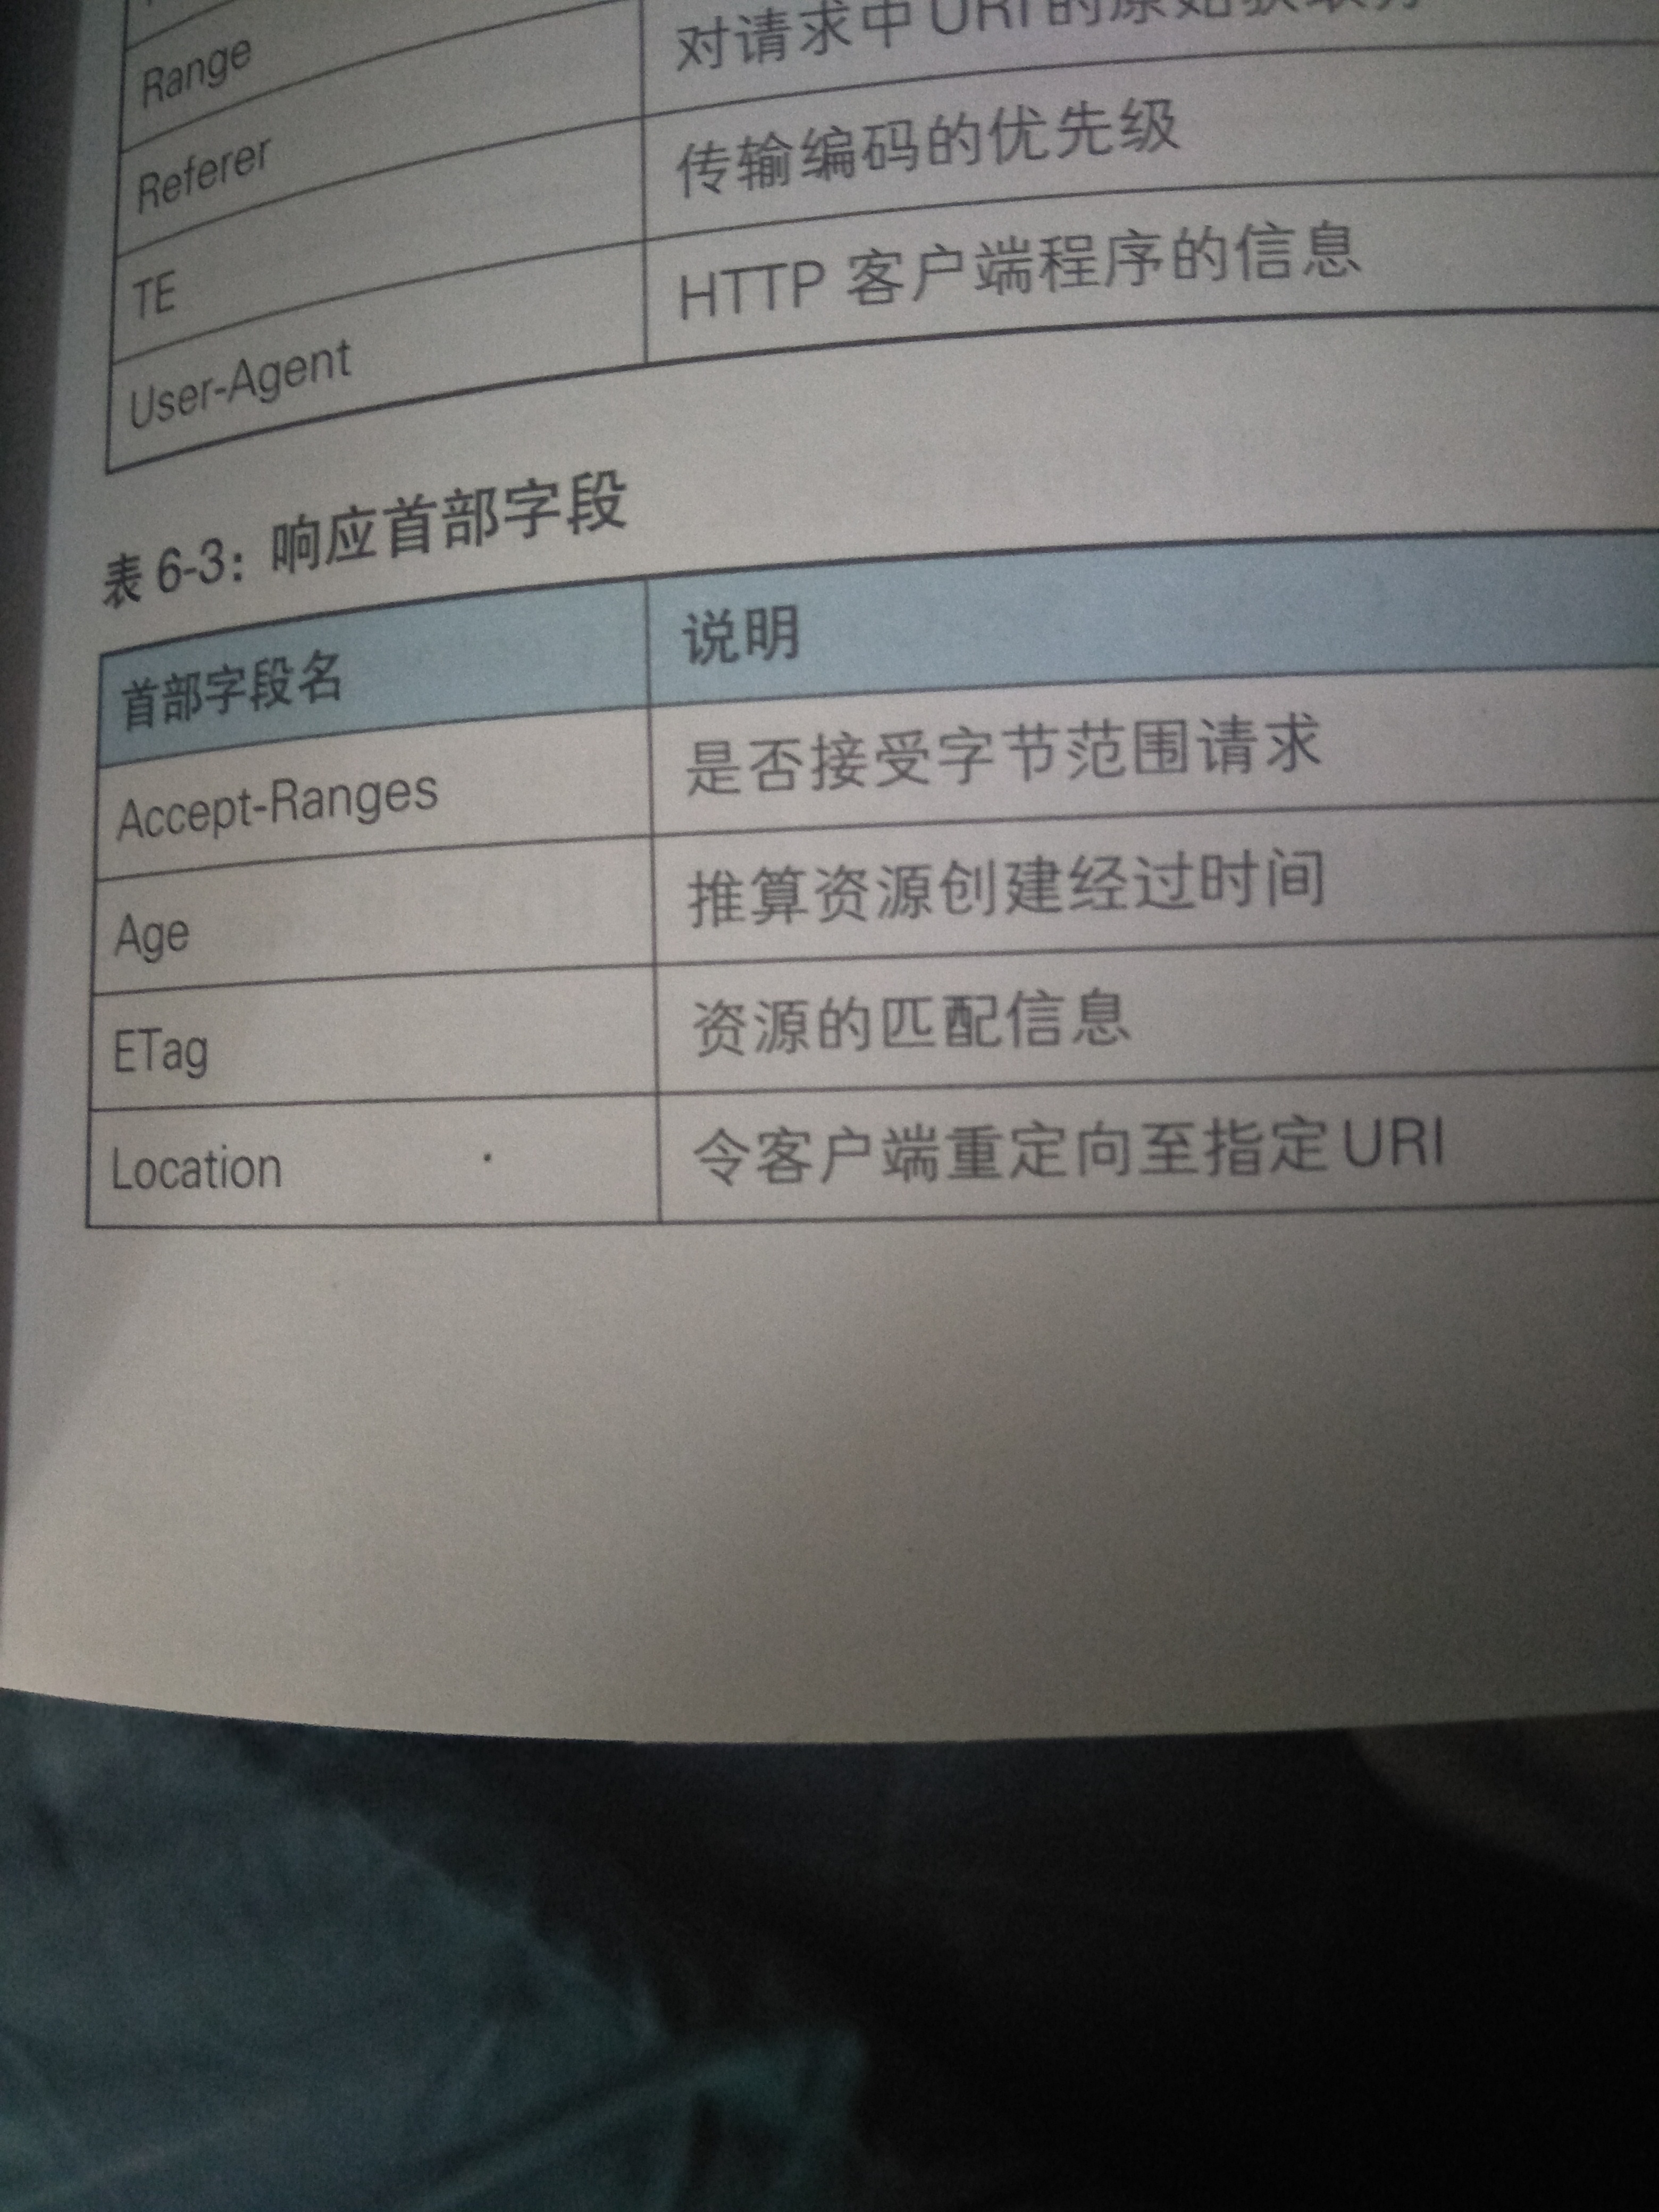 Range
Referer 对请求中URI的原始获取
TE 传输编码的优先级
User-Agent HTTP 客户端程序的信息
表 6-3：响应首部字段
首部字段名 说明
Accept-Ranges 是否接受字节范围请求
Age 推算资源创建经过时间
ETag 资源的匹配信息
Location 令客户端重定向至指定URI